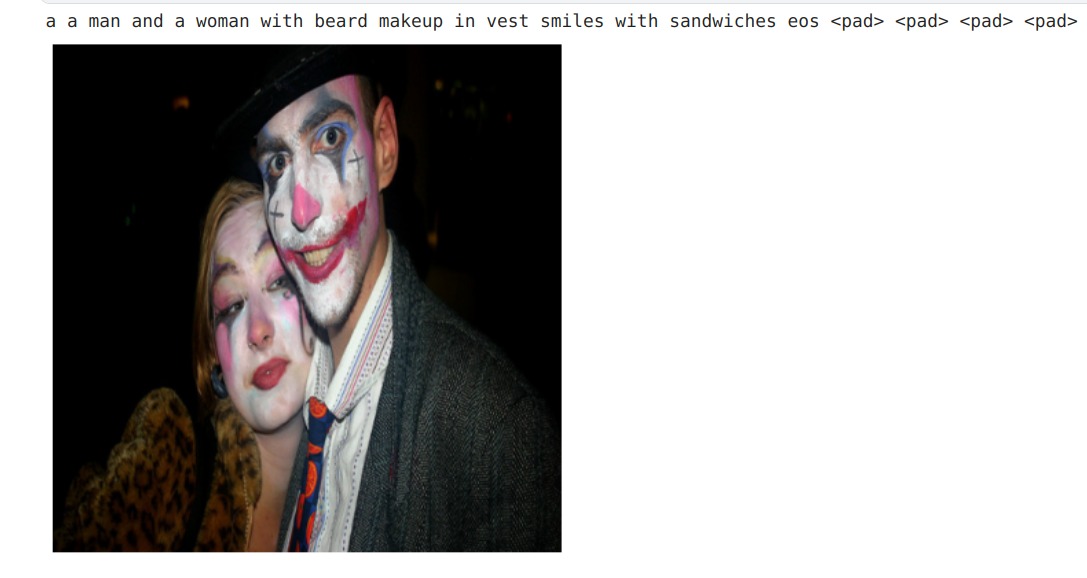 a a man and a woman with beard makeup in vest smiles with sandwiches eos <pad> <pad> <pad> <pad>